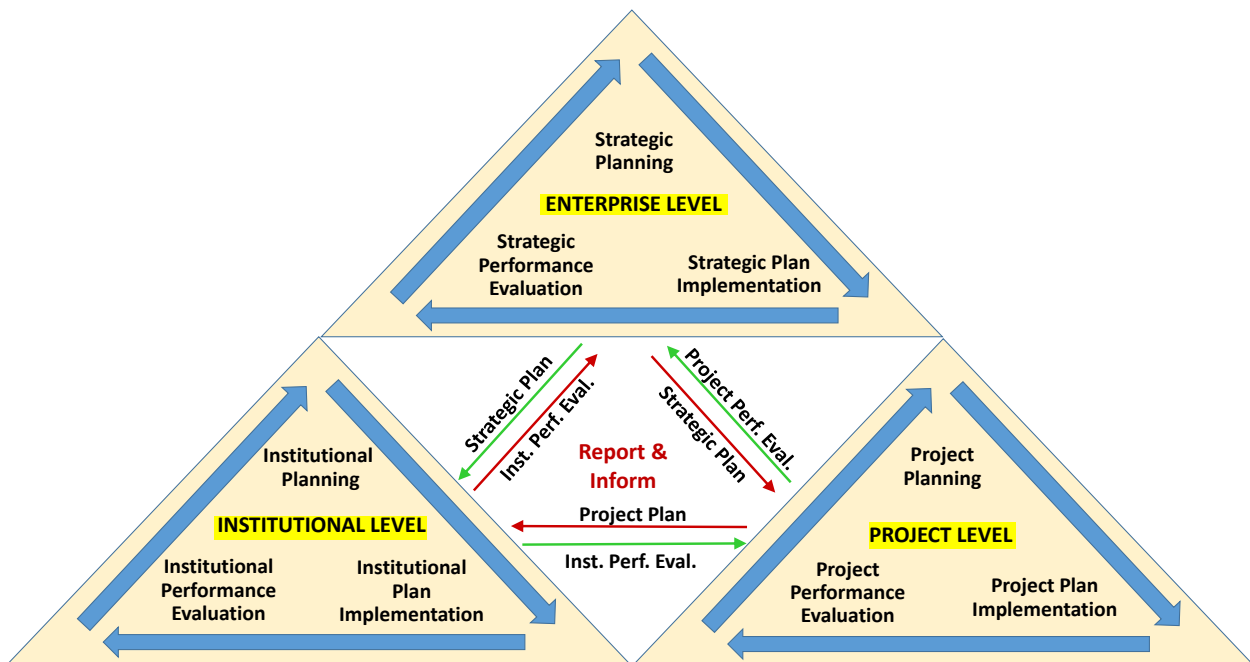 Strategic
Planning
ENTERPRISE LEVEL
Strategic
Performance
Evaluation
Strategic Plan
Implementation
Strategic Plan
Inst. Perf. Eval.
Project Perf. Eval.
Strategic Plan
Report &
Inform
Project Plan
Inst. Perf. Eval.
Institutional
Planning
INSTITUTIONAL LEVEL
Institutional
Performance
Evaluation
Institutional
Plan
Implementation
Project
Planning
PROJECT LEVEL
Project
Performance
Evaluation
Project Plan
Implementation